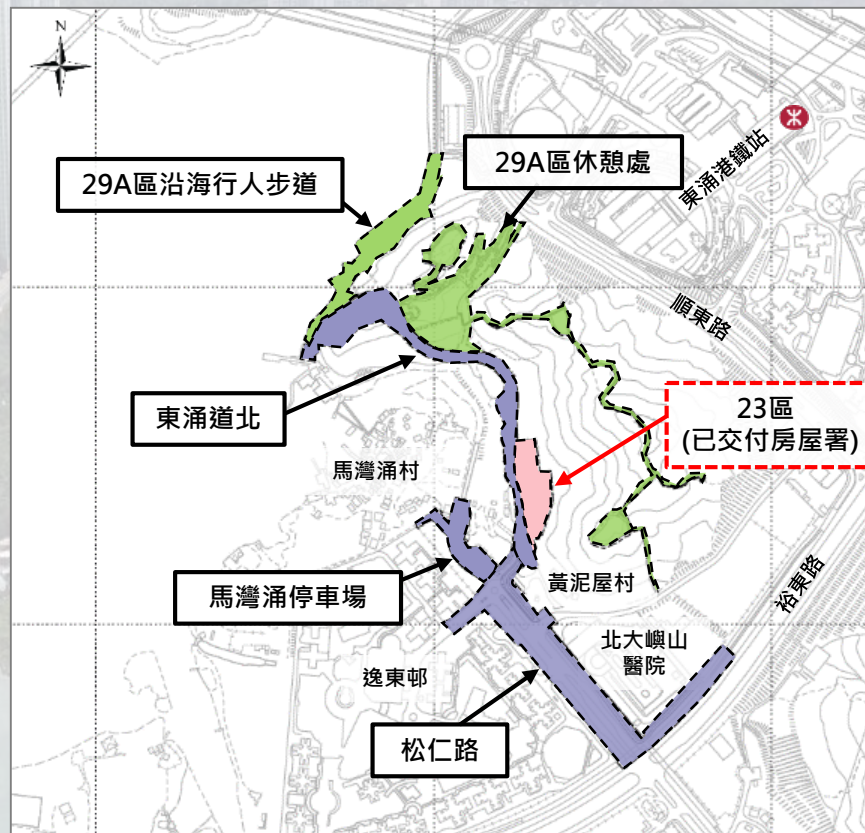 N
29A區休憩處
29A區沿海行人步道
東涌港鐵站
順東路
東涌道北
23區
(已交付房屋署)
馬灣涌村
馬灣涌停車場
黃泥屋村
裕東路
北大嶼山
醫院
逸東邨
松仁路